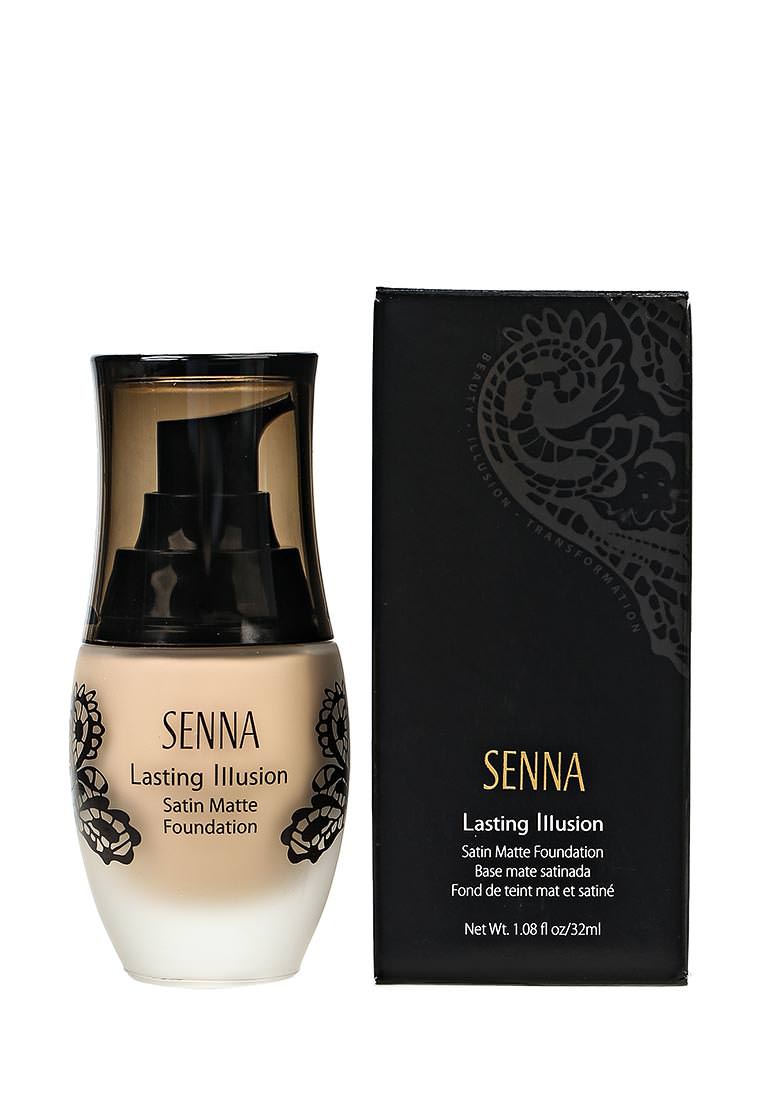 SENNA
Lasting Illusion
Satin Matte
Foundation
BEAUTY · ILLUSION · TRANSFORMATION
SENNA
Lasting Illusion
Satin Matte Foundation
Base mate satinada
Fond de teint mat et satiné
Net Wt. 1.08 fl oz/32ml